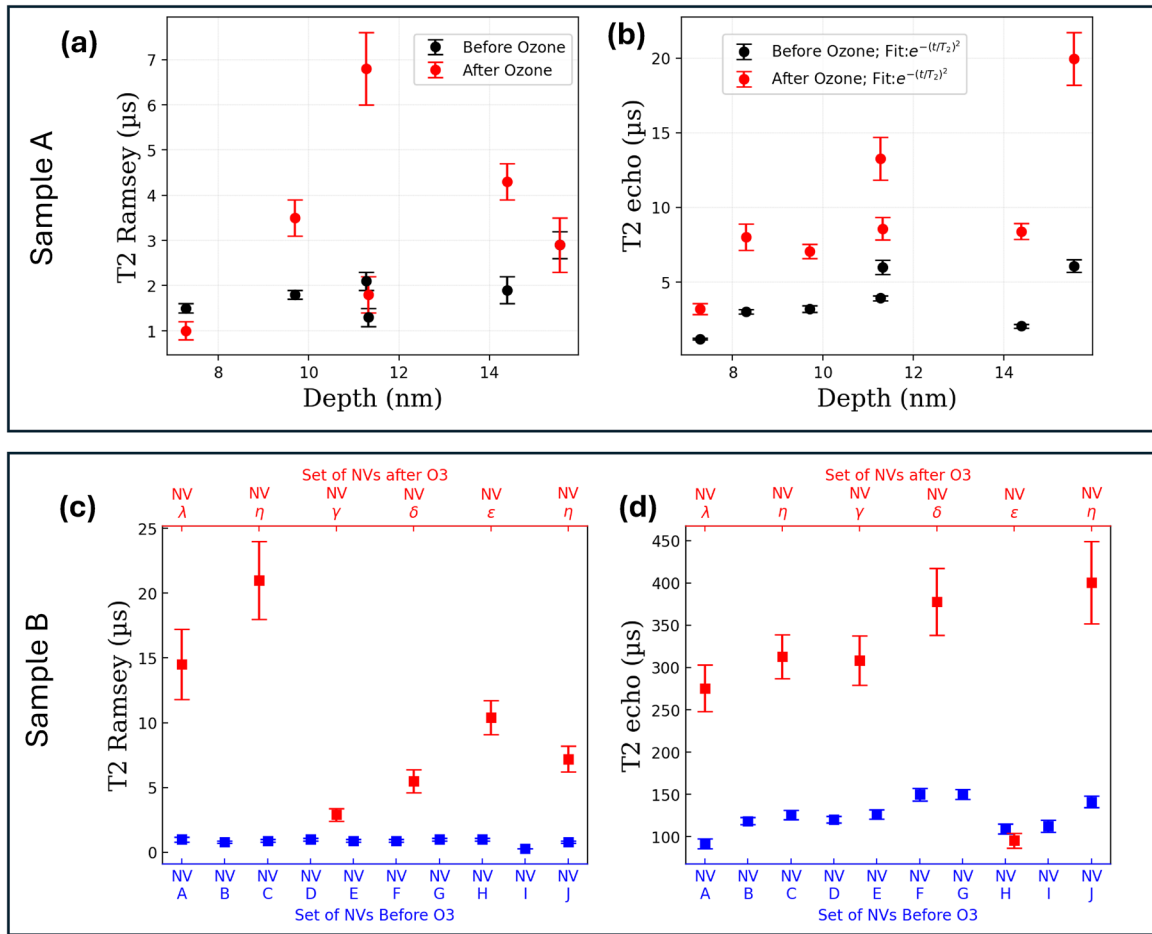 Sample A
(a)
T2 Ramsey (μs)
7
6
5
4
3
2
1
Before Ozone
After Ozone
8 10 12 14
Depth (nm)
(b)
T2 echo (μs)
20
15
10
5
Before Ozone; Fit:e^{-(t/T_2)^2}
After Ozone; Fit:e^{-(t/T_2)^2}
8 10 12 14
Depth (nm)
Sample B
(c)
Set of NVs after O3
NV NV NV NV NV NV
λ η γ δ ε η
T2 Ramsey (μs)
25
20
15
10
5
0
NV NV NV NV NV NV NV NV NV NV
A B C D E F G H I J
Set of NVs Before O3
(d)
Set of NVs after O3
NV NV NV NV NV NV
λ η γ δ ε η
T2 echo (μs)
450
400
350
300
250
200
150
100
NV NV NV NV NV NV NV NV NV NV
A B C D E F G H I J
Set of NVs Before O3